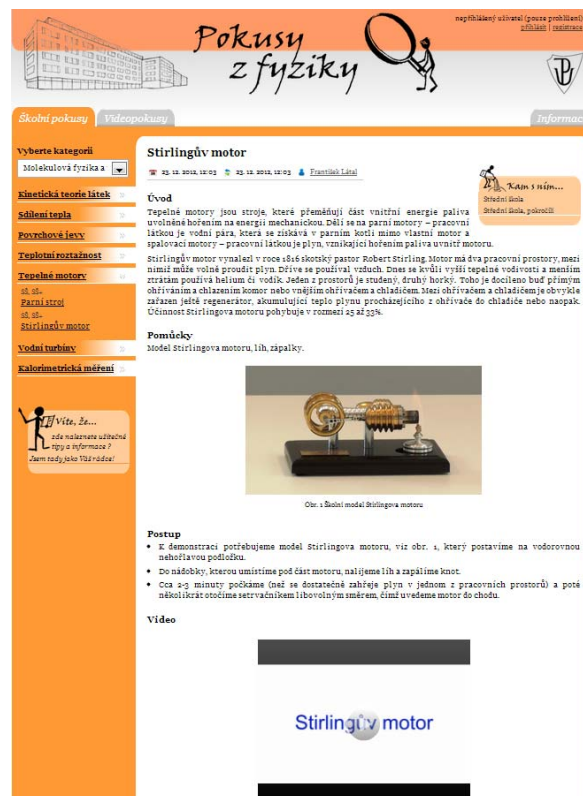 Pokusy
z fyziky
nepřihlášený uživatel (pouze prohlížení)
přihlásit | registrace
Školní pokusy
Videopokusy
Informac
Vyberte kategorii
Molekulová fyzika a
Kinetická teorie látek
Sdílení tepla
Povrchové jevy
Teplotní roztažnost
Tepelné motory
Parní stroj
Stirlingův motor
Vodní turbíny
Kalorimetrická měření
Víte, že...
zde naleznete užitečné
tipy a informace ?
Jsem tady jako Váš rádce!
Stirlingův motor
23. 12. 2012, 12:03 23. 12. 2012, 12:03 František Látal
Kam s ním...
Střední škola
Střední škola, pokročilí
Úvod
Tepelné motory jsou stroje, které přeměňují část vnitřní energie paliva
uvolněné hořením na energii mechanickou. Dělí se na parní motory – pracovní
látkou je vodní pára, která se získává v parním kotli mimo vlastní motor a
spalovací motory – pracovní látkou je plyn, vznikající hořením paliva uvnitř motoru.
Stirlingův motor vynalezl v roce 1816 skotský pastor Robert Stirling. Motor má dva pracovní prostory, mezi
nimiž může volně proudit plyn. Dříve se používal vzduch. Dnes se kvůli vyšší tepelné vodivosti a menším
ztrátám používá helium či vodík. Jeden z prostorů je studený, druhý horký. Toho je docíleno buď přímým
ohříváním a chlazením komor nebo vnějším ohřívačem a chladičem. Mezi ohřívačem a chladičem je obvykle
zařazen ještě regenerátor, akumulující teplo plynu procházejícího z ohřívače do chladiče nebo naopak.
Účinnost Stirlingova motoru pohybuje v rozmezí 25 až 33%.
Pomůcky
Model Stirlingova motoru, líh, zápalky.
Obr. 1 Školní model Stirlingova motoru
Postup
• K demonstraci potřebujeme model Stirlingova motoru, viz obr. 1, který postavíme na vodorovnou
nehořlavou podložku.
• Do nádobky, kterou umístíme pod část motoru, nalijeme líh a zapálíme knot.
• Cca 2-3 minuty počkáme (než se dostatečně zahřeje plyn v jednom z pracovních prostorů) a poté
několikrát otočíme setrvačníkem libovolným směrem, čímž uvedeme motor do chodu.
Video
Stirlingův motor